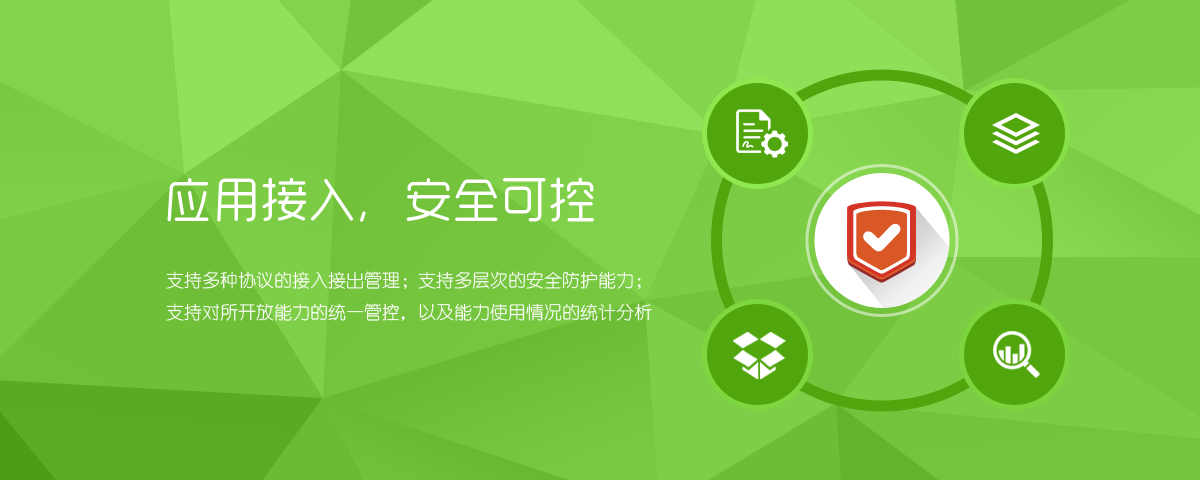 应用接入，安全可控
支持多种协议的接入接出管理；支持多层次的安全防护能力；
支持对所开放能力的统一管控，以及能力使用情况的统计分析